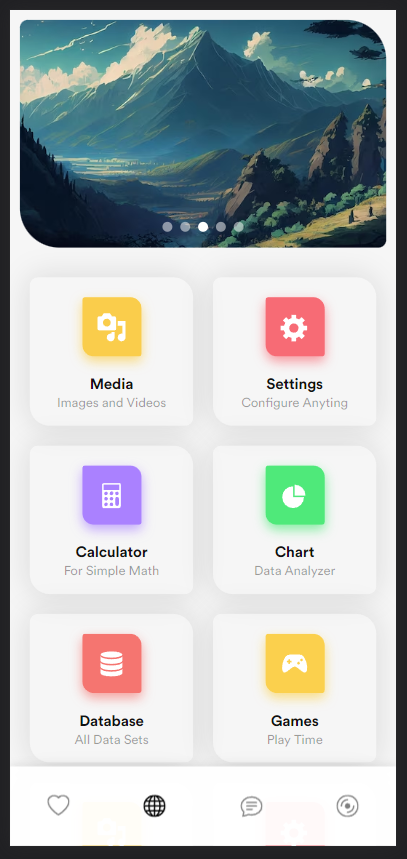 Media
Images and Videos
Settings
Configure Anyting
Calculator
For Simple Math
Chart
Data Analyzer
Database
All Data Sets
Games
Play Time